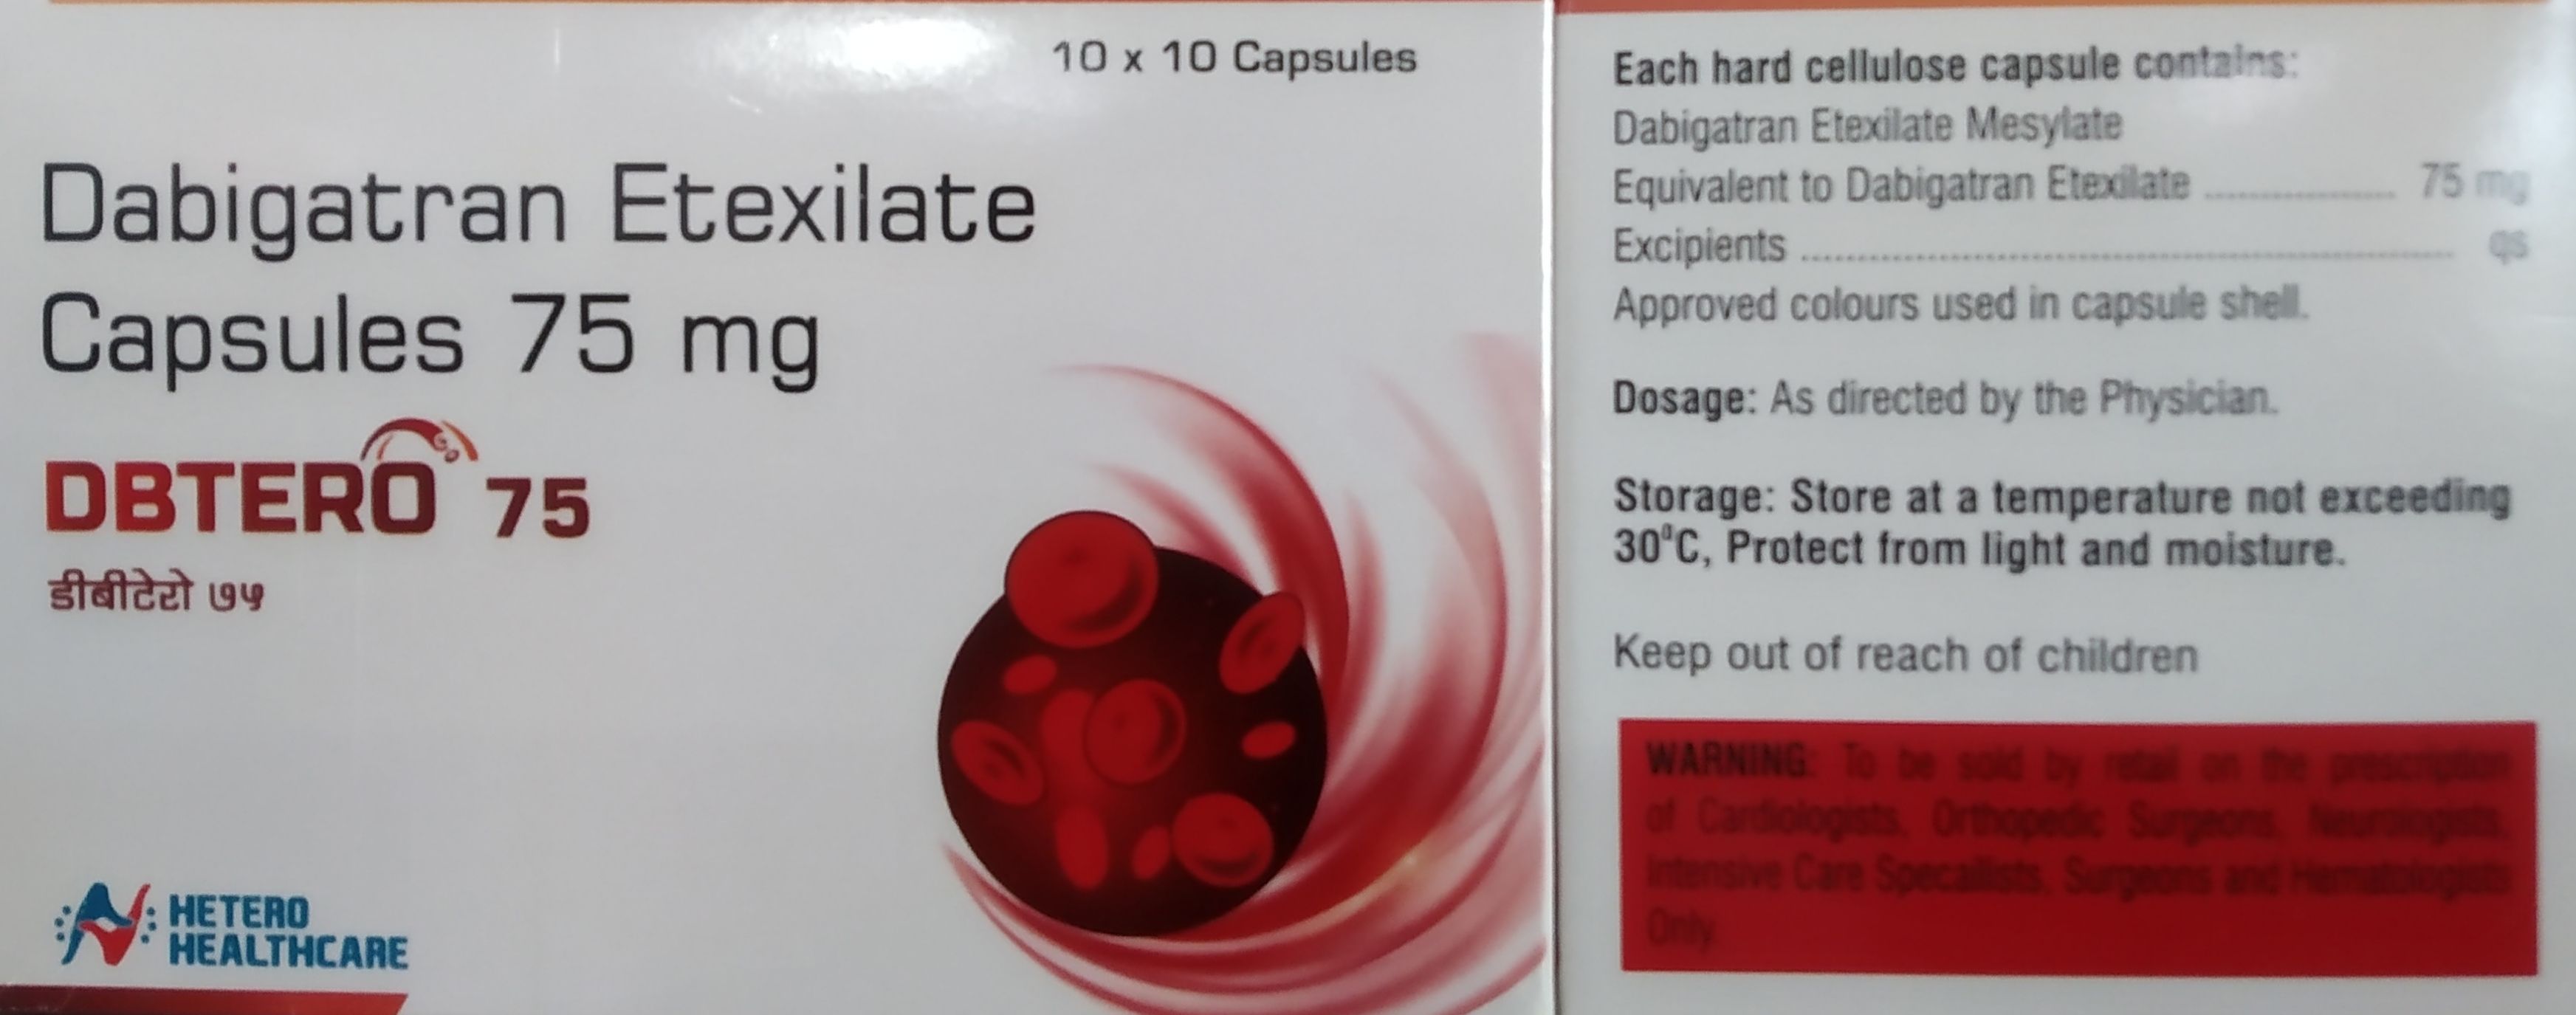 10 x 10 Capsules
Dabigatran Etexilate
Capsules 75 mg
DBTERO 75
डीबीटेरो ७५
HETERO
HEALTHCARE
Each hard cellulose capsule contains:
Dabigatran Etexilate Mesylate
Equivalent to Dabigatran Etexilate ................... 75 mg
Excipients ................................................................. qs
Approved colours used in capsule shell.
Dosage: As directed by the Physician.
Storage: Store at a temperature not exceeding
30⁰C, Protect from light and moisture.
Keep out of reach of children
WARNING: To be sold by retail on the prescription
of Cardiologists, Orthopedic Surgeons, Neurologists,
Intensive Care Specailists, Surgeons and Hematologists
Only.